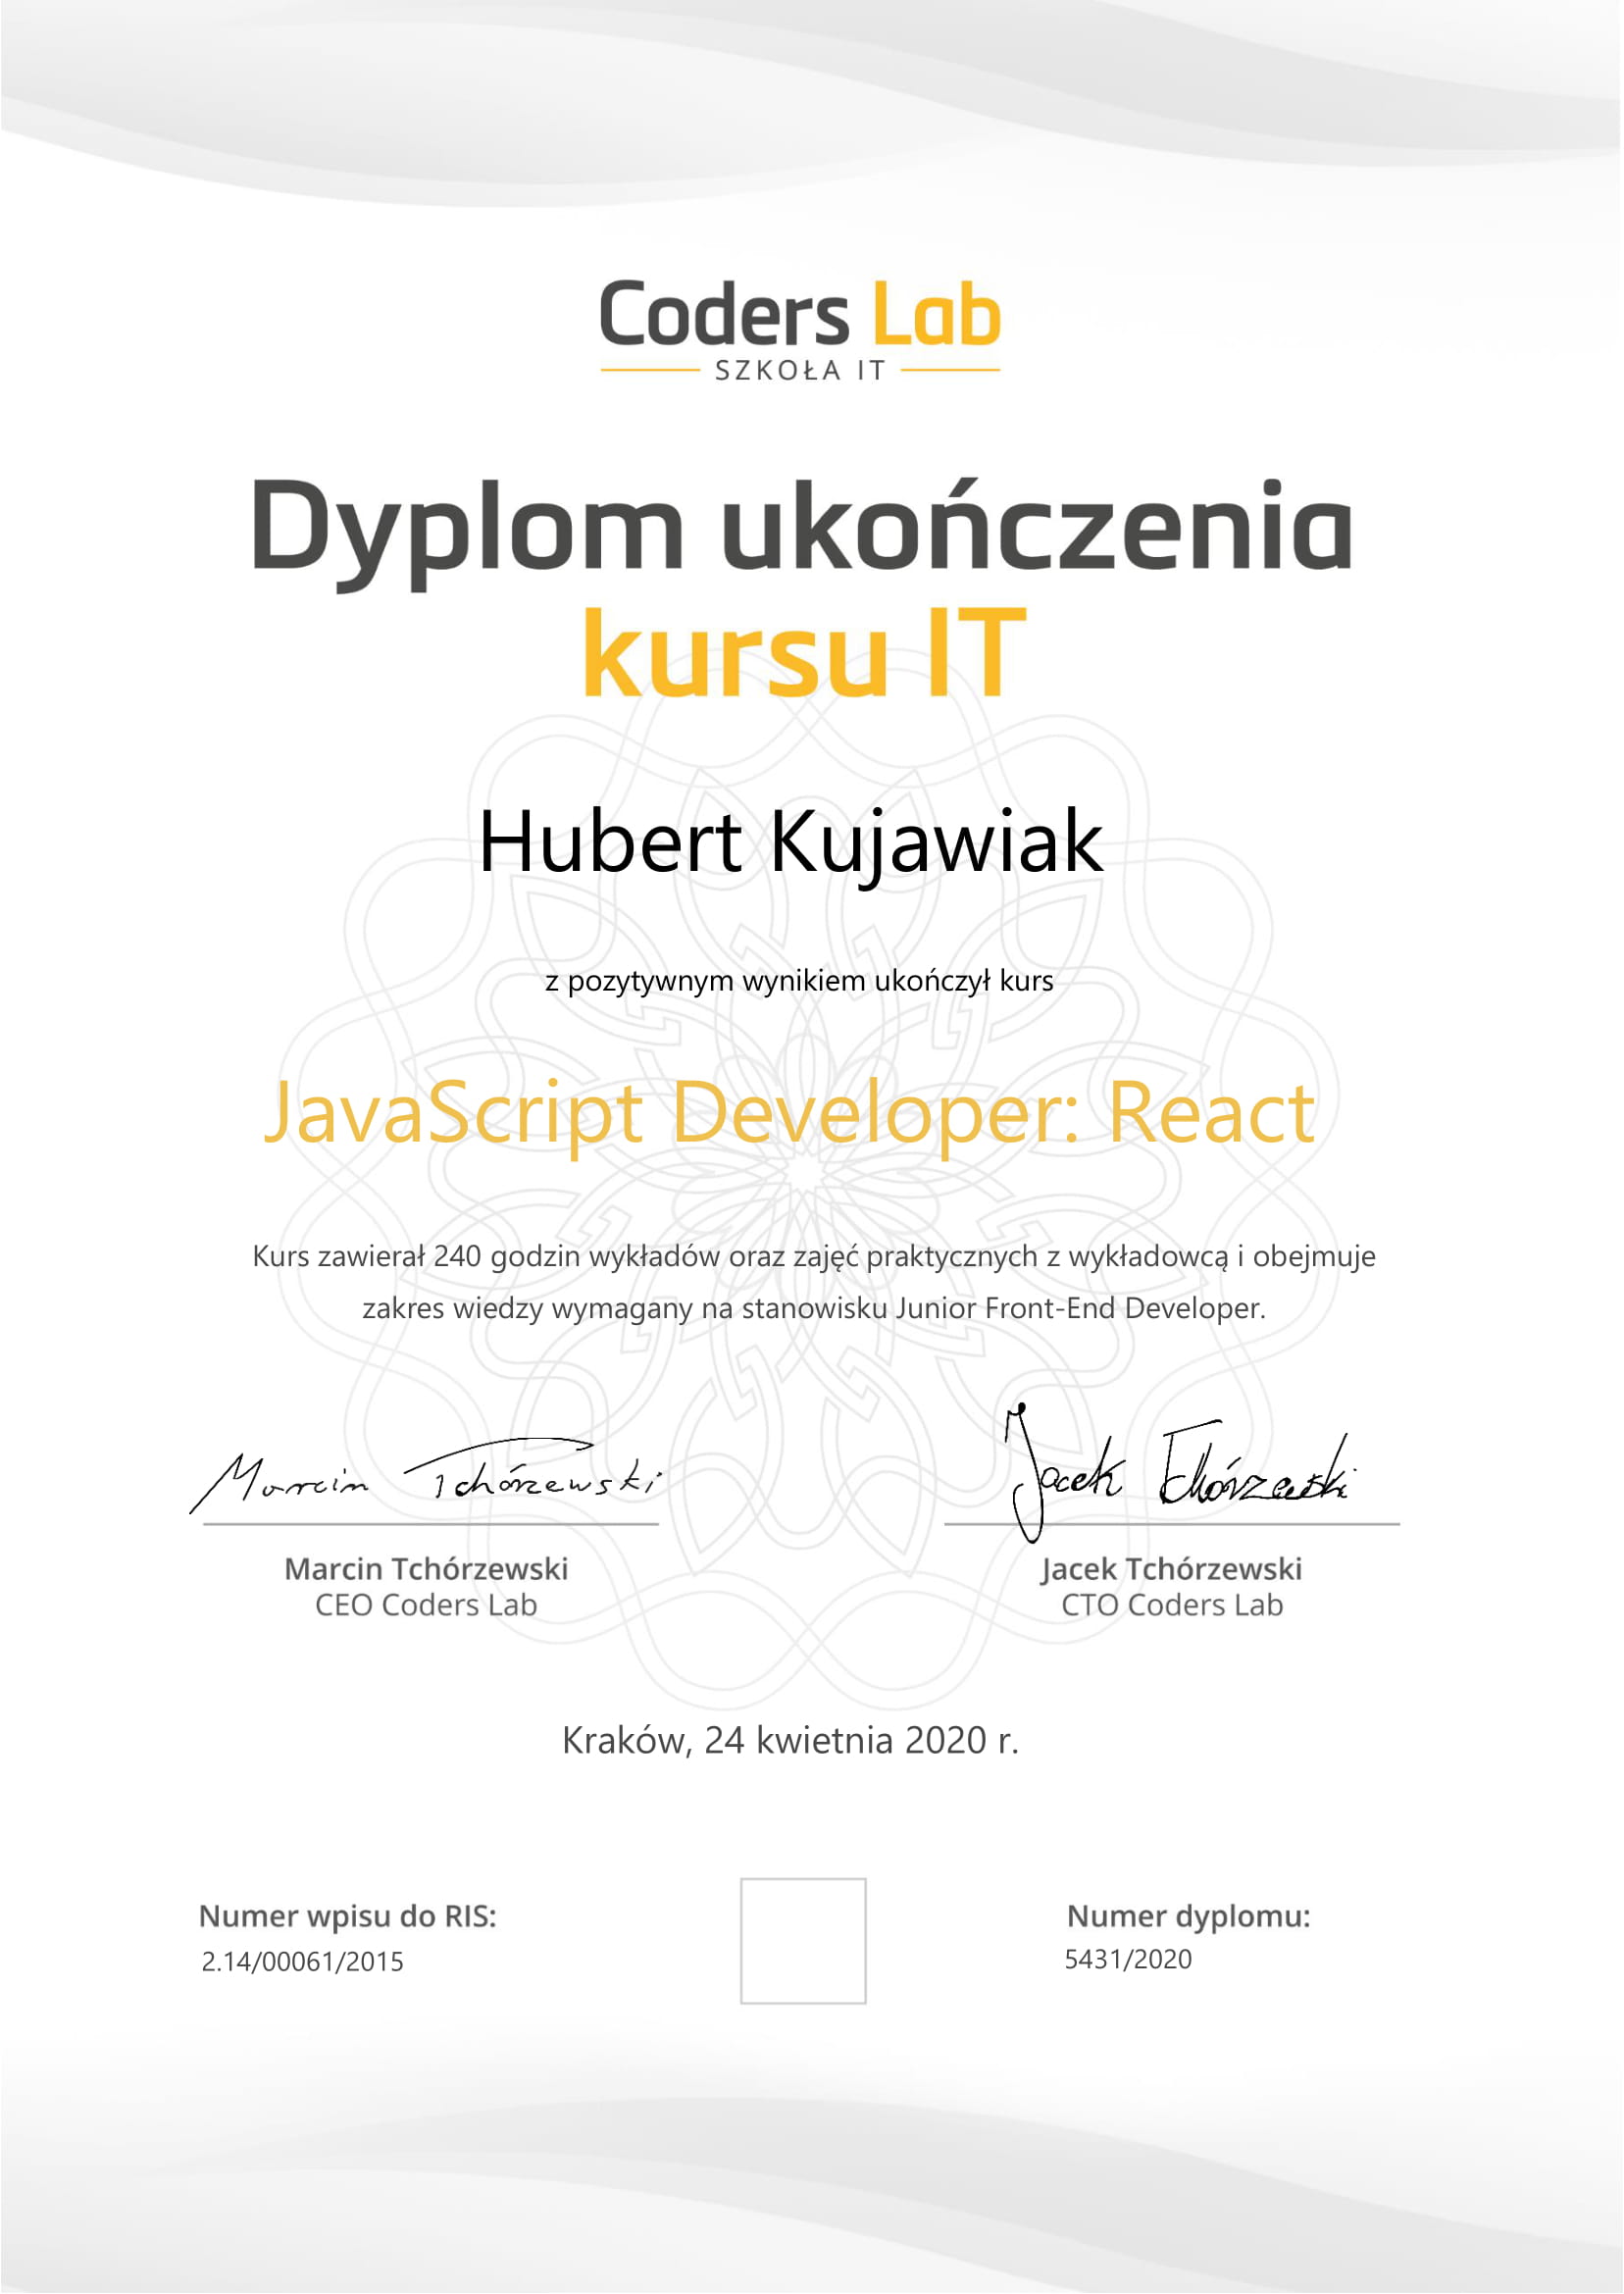 Coders Lab
SZKOŁA IT
Dyplom ukończenia
kursu IT
Hubert Kujawiak
z pozytywnym wynikiem ukończył kurs
JavaScript Developer: React
Kurs zawierał 240 godzin wykładów oraz zajęć praktycznych z wykładowcą i obejmuje
zakres wiedzy wymagany na stanowisku Junior Front-End Developer.
Marcin Tchórzewski
Jacek Tchórzewski
Marcin Tchórzewski
CEO Coders Lab
Jacek Tchórzewski
CTO Coders Lab
Kraków, 24 kwietnia 2020 r.
Numer wpisu do RIS:
2.14/00061/2015
Numer dyplomu:
5431/2020